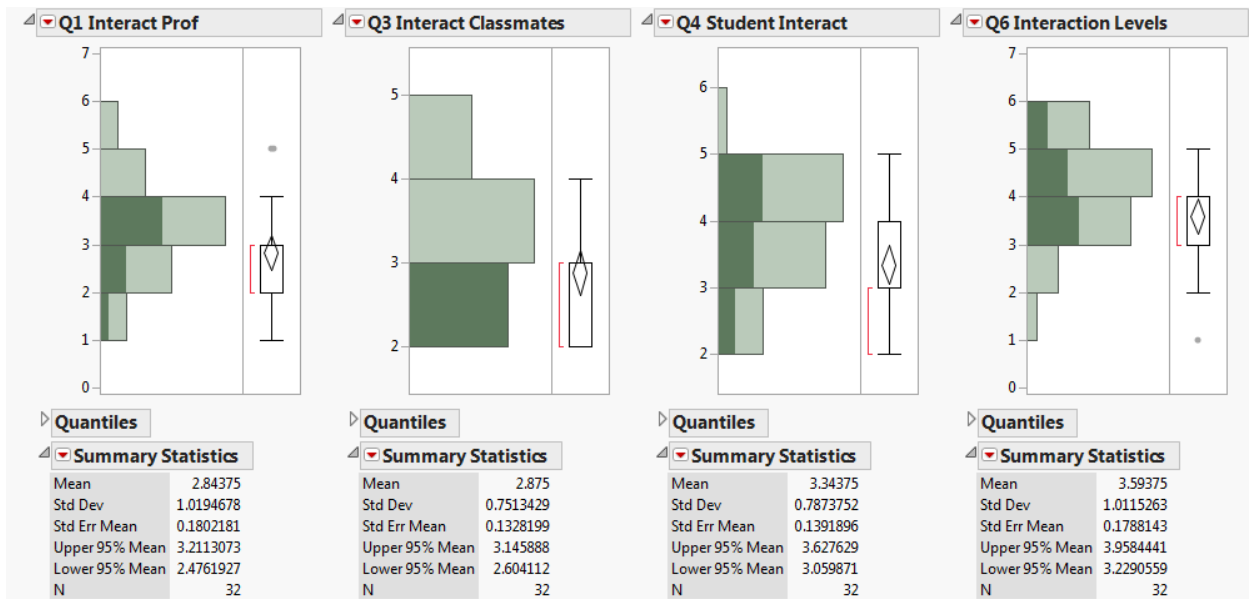 Q1 Interact Prof
7
6
5
4
3
2
1
0
Quantiles
Summary Statistics
Mean 2.84375
Std Dev 1.0194678
Std Err Mean 0.1802181
Upper 95% Mean 3.2113073
Lower 95% Mean 2.4761927
N 32
Q3 Interact Classmates
5
4
3
2
Quantiles
Summary Statistics
Mean 2.875
Std Dev 0.7513429
Std Err Mean 0.1328199
Upper 95% Mean 3.145888
Lower 95% Mean 2.604112
N 32
Q4 Student Interact
6
5
4
3
2
Quantiles
Summary Statistics
Mean 3.34375
Std Dev 0.7873752
Std Err Mean 0.1391896
Upper 95% Mean 3.627629
Lower 95% Mean 3.059871
N 32
Q6 Interaction Levels
7
6
5
4
3
2
1
0
Quantiles
Summary Statistics
Mean 3.59375
Std Dev 1.0115263
Std Err Mean 0.1788143
Upper 95% Mean 3.9584441
Lower 95% Mean 3.2290559
N 32